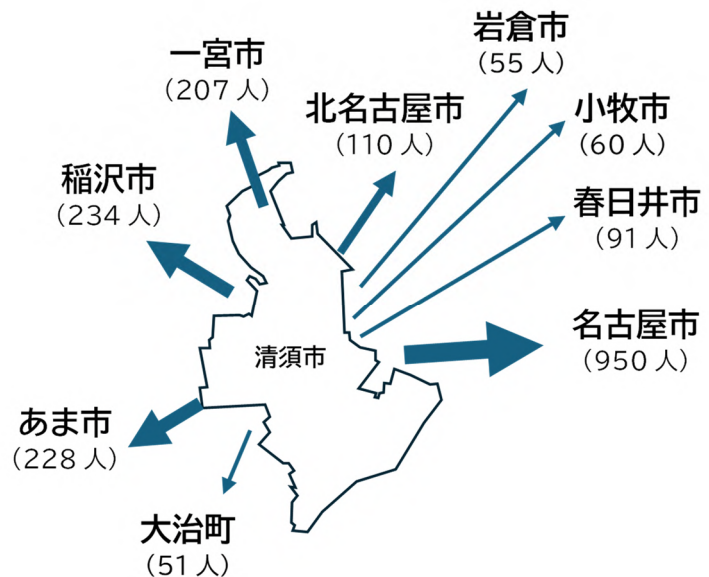 岩倉市
（55 人）
一宮市
（207 人）
北名古屋市
（110 人）
小牧市
（60 人）
稲沢市
（234 人）
春日井市
（91 人）
名古屋市
（950 人）
清須市
あま市
（228 人）
大治町
（51 人）